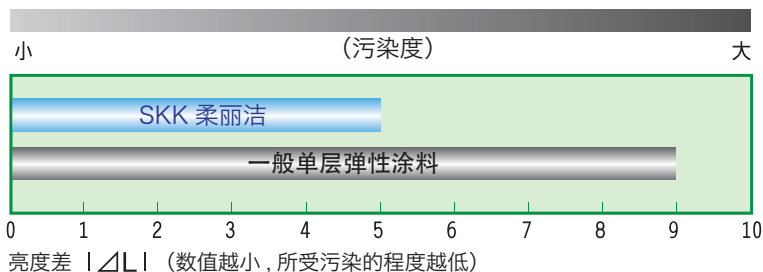 小 （污染度） 大
SKK 柔丽洁
一般单层弹性涂料
0 1 2 3 4 5 6 7 8 9 10
亮度差 |⊿L|（数值越小 , 所受污染的程度越低）